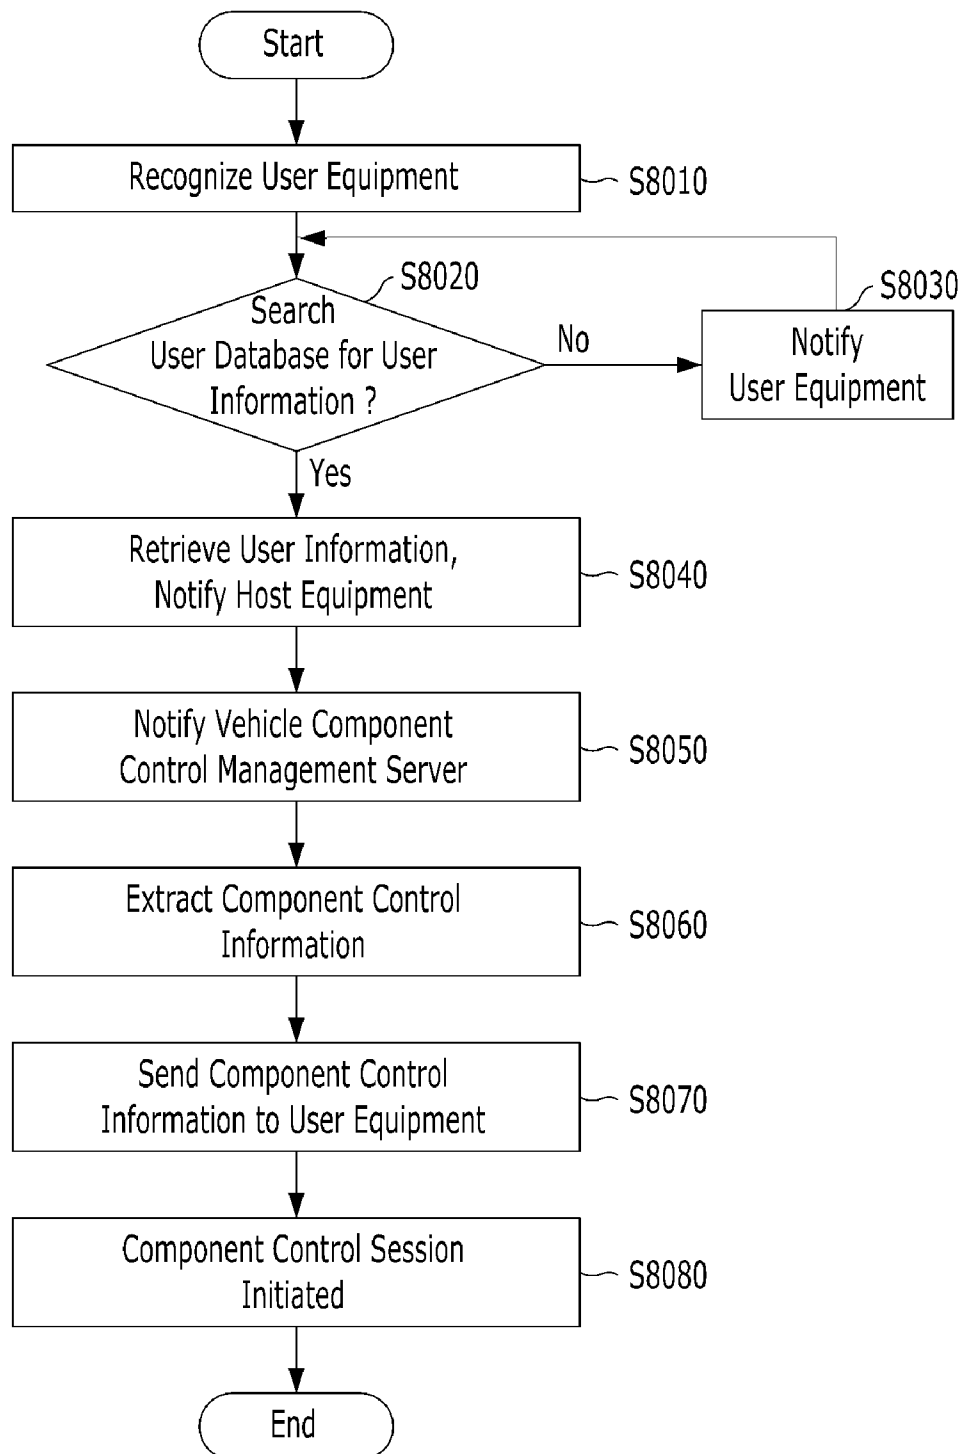 Start
Recognize User Equipment
S8010
S8020
Search
User Database for User
Information ?
No
S8030
Notify
User Equipment
Yes
Retrieve User Information,
Notify Host Equipment
S8040
Notify Vehicle Component
Control Management Server
S8050
Extract Component Control
Information
S8060
Send Component Control
Information to User Equipment
S8070
Component Control Session
Initiated
S8080
End